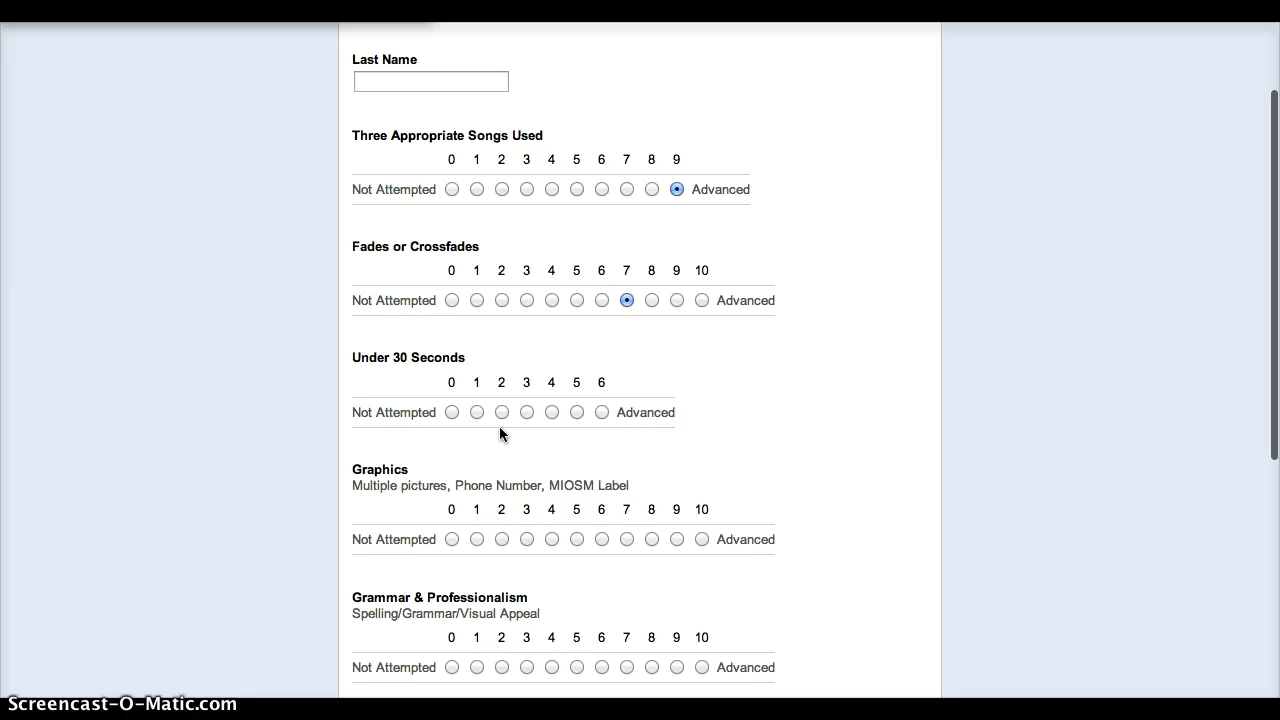 Last Name
Three Appropriate Songs Used
0 1 2 3 4 5 6 7 8 9
Not Attempted Advanced
Fades or Crossfades
0 1 2 3 4 5 6 7 8 9 10
Not Attempted Advanced
Under 30 Seconds
0 1 2 3 4 5 6
Not Attempted Advanced
Graphics
Multiple pictures, Phone Number, MIOSM Label
0 1 2 3 4 5 6 7 8 9 10
Not Attempted Advanced
Grammar & Professionalism
Spelling/Grammar/Visual Appeal
0 1 2 3 4 5 6 7 8 9 10
Not Attempted Advanced
Screencast-O-Matic.com